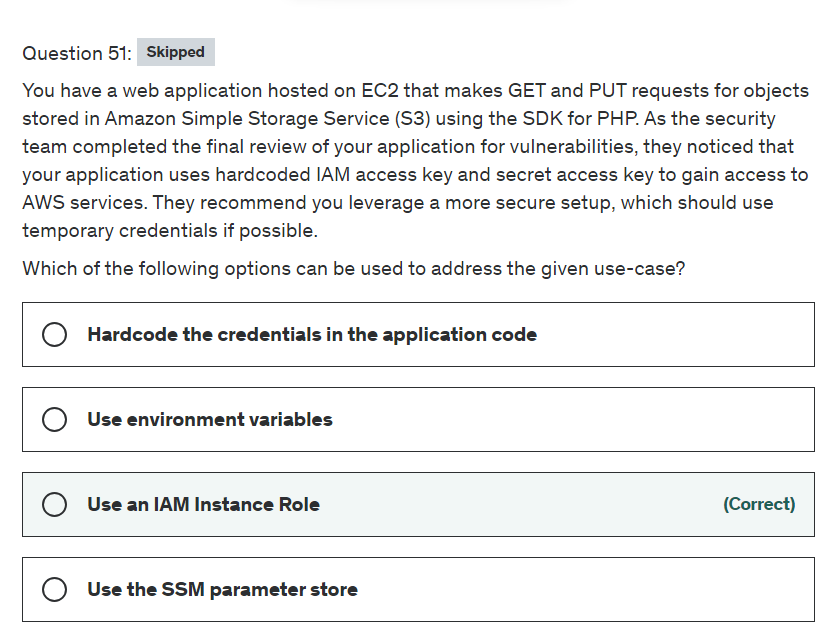 Question 51: Skipped
You have a web application hosted on EC2 that makes GET and PUT requests for objects
stored in Amazon Simple Storage Service (S3) using the SDK for PHP. As the security
team completed the final review of your application for vulnerabilities, they noticed that
your application uses hardcoded IAM access key and secret access key to gain access to
AWS services. They recommend you leverage a more secure setup, which should use
temporary credentials if possible.
Which of the following options can be used to address the given use-case?
Hardcode the credentials in the application code
Use environment variables
Use an IAM Instance Role (Correct)
Use the SSM parameter store